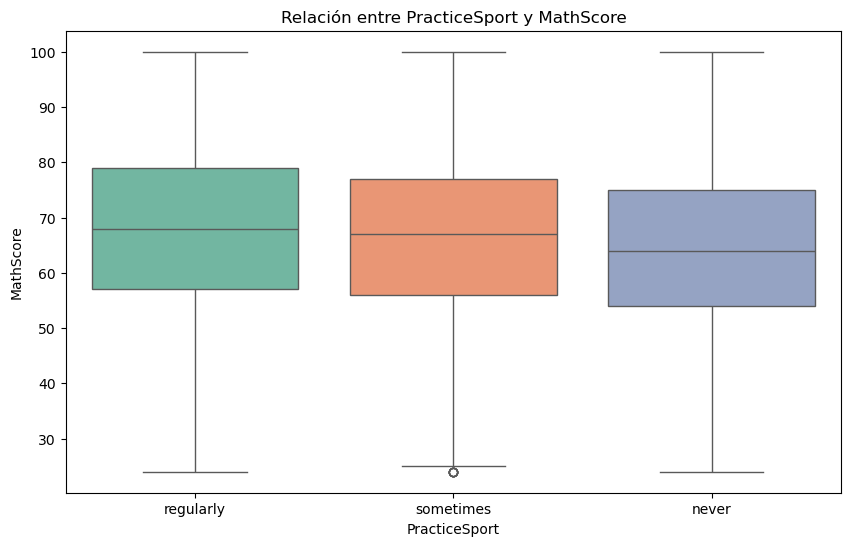 Relación entre PracticeSport y MathScore
MathScore
100
90
80
70
60
50
40
30
regularly
sometimes
never
PracticeSport